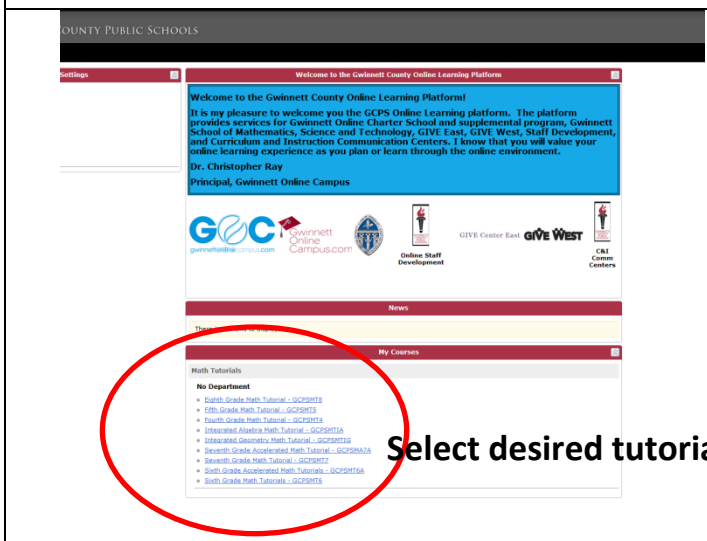 OUNTY PUBLIC SCHOOLS
Settings
Welcome to the Gwinnett County Online Learning Platform
Welcome to the Gwinnett County Online Learning Platform!
It is my pleasure to welcome you the GCPS Online Learning platform. The platform
provides services for Gwinnett Online Charter School and supplemental program, Gwinnett
School of Mathematics, Science and Technology, GIVE East, GIVE West, Staff Development,
and Curriculum and Instruction Communication Centers. I know that you will value your
online learning experience as you plan or learn through the online environment.
Dr. Christopher Ray
Principal, Gwinnett Online Campus
GOC
gwinnettonlinecampus.com
Gwinnett
Online
Campus.com
Online Staff
Development
GIVE Center East
GIVE WEST
C&I
Comm
Centers
News
My Courses
Math Tutorials
No Department
Eighth Grade Math Tutorial - GCPSMT8
Fifth Grade Math Tutorial - GCPSMT5
Fourth Grade Math Tutorial - GCPSMT4
Integrated Algebra Math Tutorial - GCPSMTIA
Integrated Geometry Math Tutorial - GCPSMTIG
Seventh Grade Accelerated Math Tutorial - GCPSMA7A
Seventh Grade Math Tutorial - GCPSMT7
Sixth Grade Accelerated Math Tutorials - GCPSMT6A
Sixth Grade Math Tutorials - GCPSMT6
Select desired tutoria